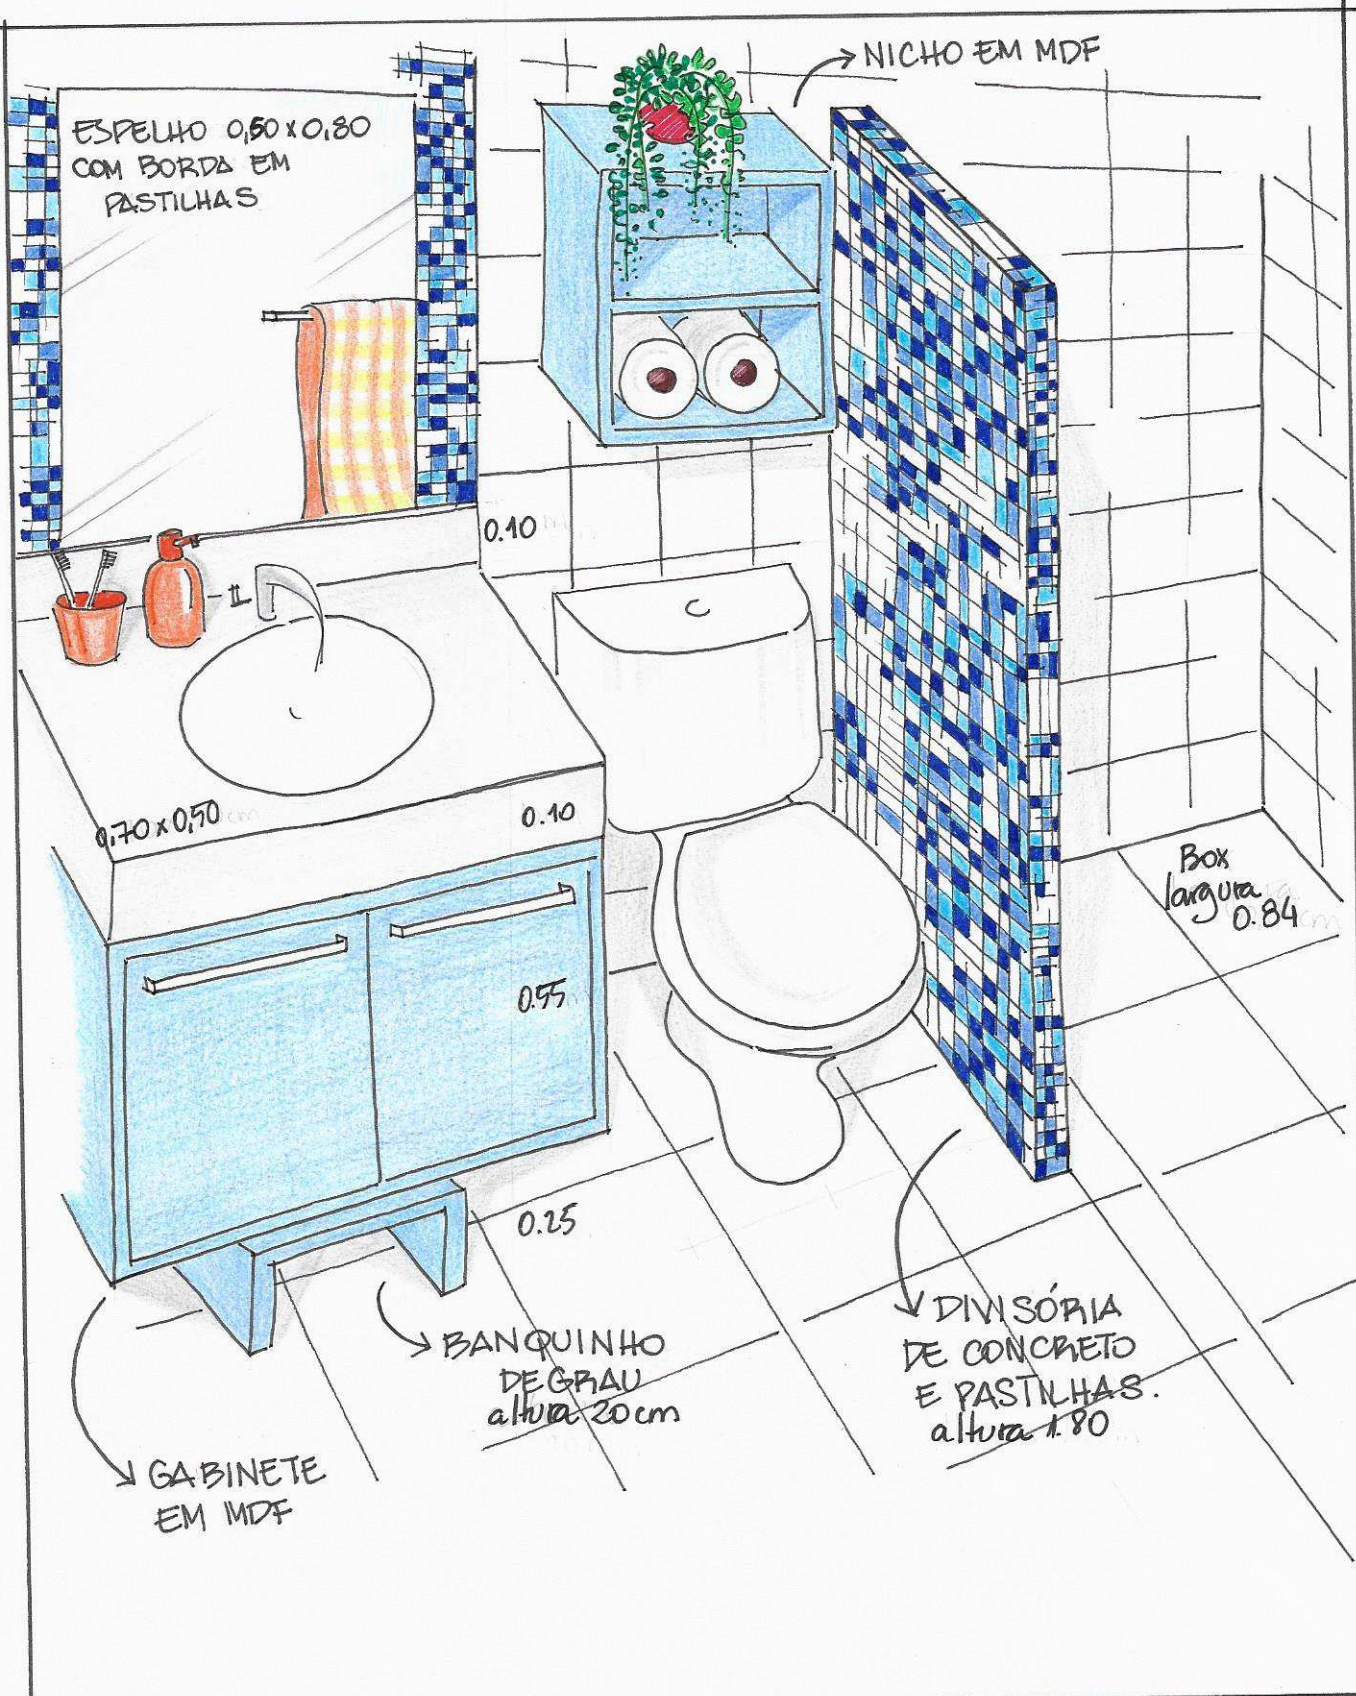 NICHO EM MDF
ESPELHO 0,50 x 0,80
COM BORDA EM
PASTILHAS
0.10
0,70 x 0,50
0.10
Box
largura
0.84
0.55
0.25
BANQUINHO
DEGRAU
altura 20 cm
DIVISÓRIA
DE CONCRETO
E PASTILHAS.
altura 1.80
GABINETE
EM MDF